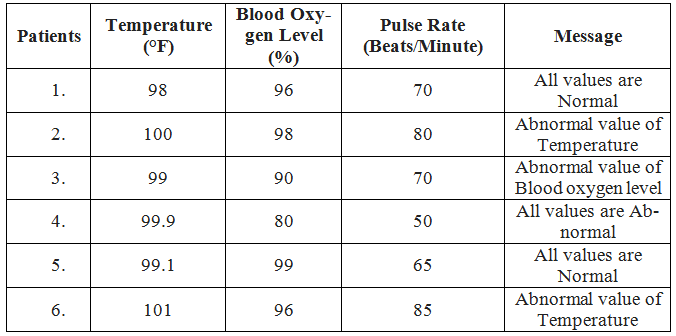 Patients Temperature (°F) Blood Oxy-
gen Level
(%) Pulse Rate
(Beats/Minute) Message
1. 98 96 70 All values are
Normal
2. 100 98 80 Abnormal value of
Temperature
3. 99 90 70 Abnormal value of
Blood oxygen level
4. 99.9 80 50 All values are Ab-
normal
5. 99.1 99 65 All values are
Normal
6. 101 96 85 Abnormal value of
Temperature